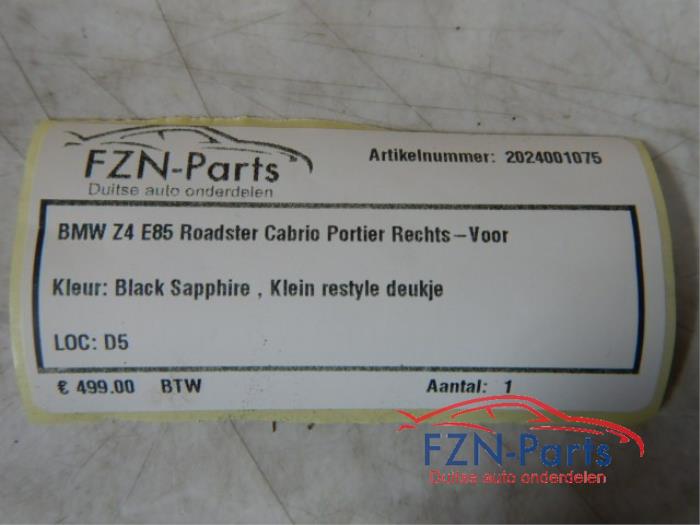 FZN-Parts
Duitse auto onderdelen
Artikelnummer: 2024001075
BMW Z4 E85 Roadster Cabrio Portier Rechts-Voor
Kleur: Black Sapphire , Klein restyle deukje
LOC: D5
€ 499.00 BTW Aantal: 1
FZN-Parts
Duitse auto onderdelen